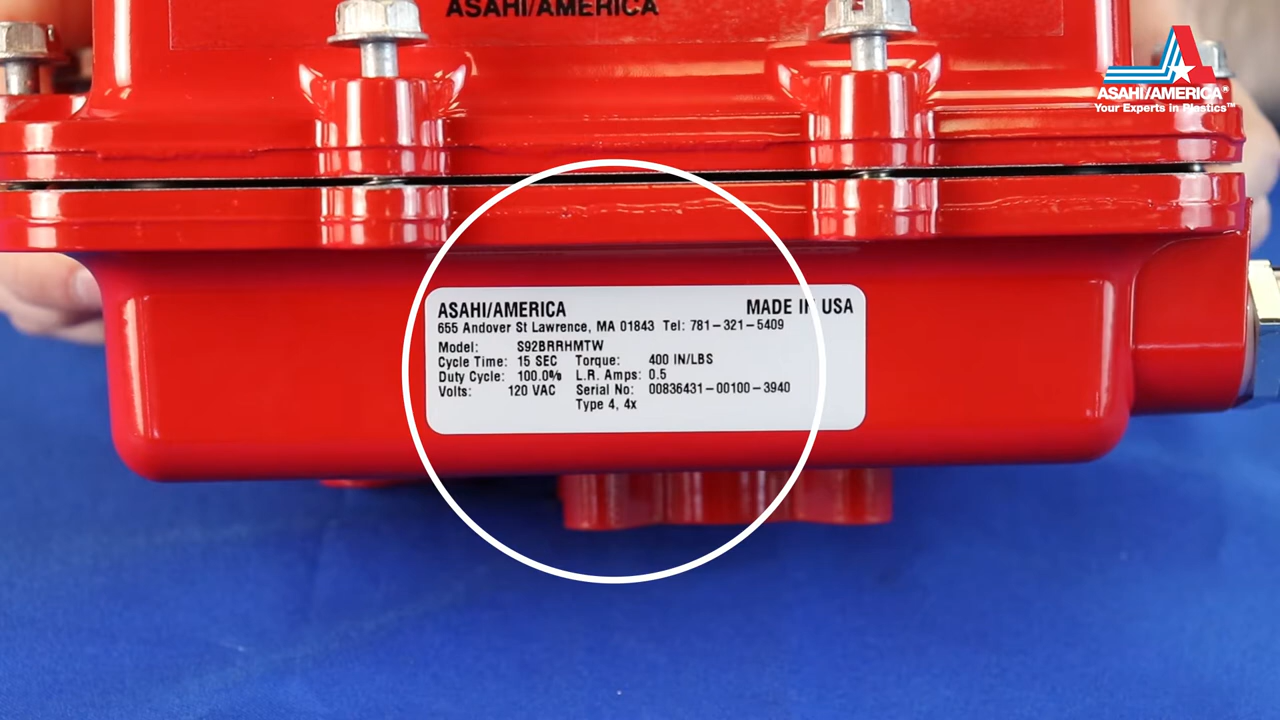 ASAHI/AMERICA
ASAHI/AMERICA®
Your Experts in Plastics™
ASAHI/AMERICA MADE IN USA
655 Andover St Lawrence, MA 01843 Tel: 781-321-5409
Model: S92BRRHMTW
Cycle Time: 15 SEC Torque: 400 IN/LBS
Duty Cycle: 100.0% L.R. Amps: 0.5
Volts: 120 VAC Serial No: 00836431-00100-3940
Type 4, 4x